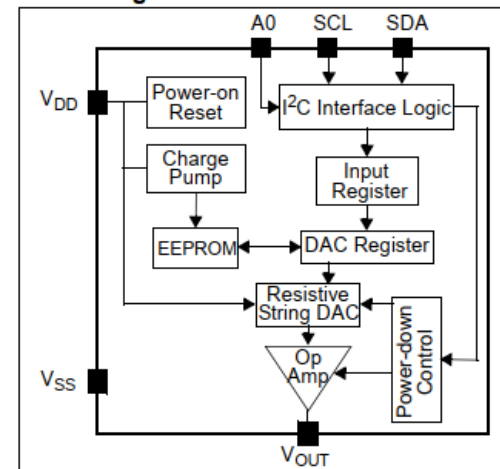 A0
SCL
SDA
VDD
Power-on
Reset
I²C Interface Logic
Charge
Pump
Input
Register
EEPROM
DAC Register
Resistive
String DAC
Power-down
Control
Op
Amp
VSS
VOUT